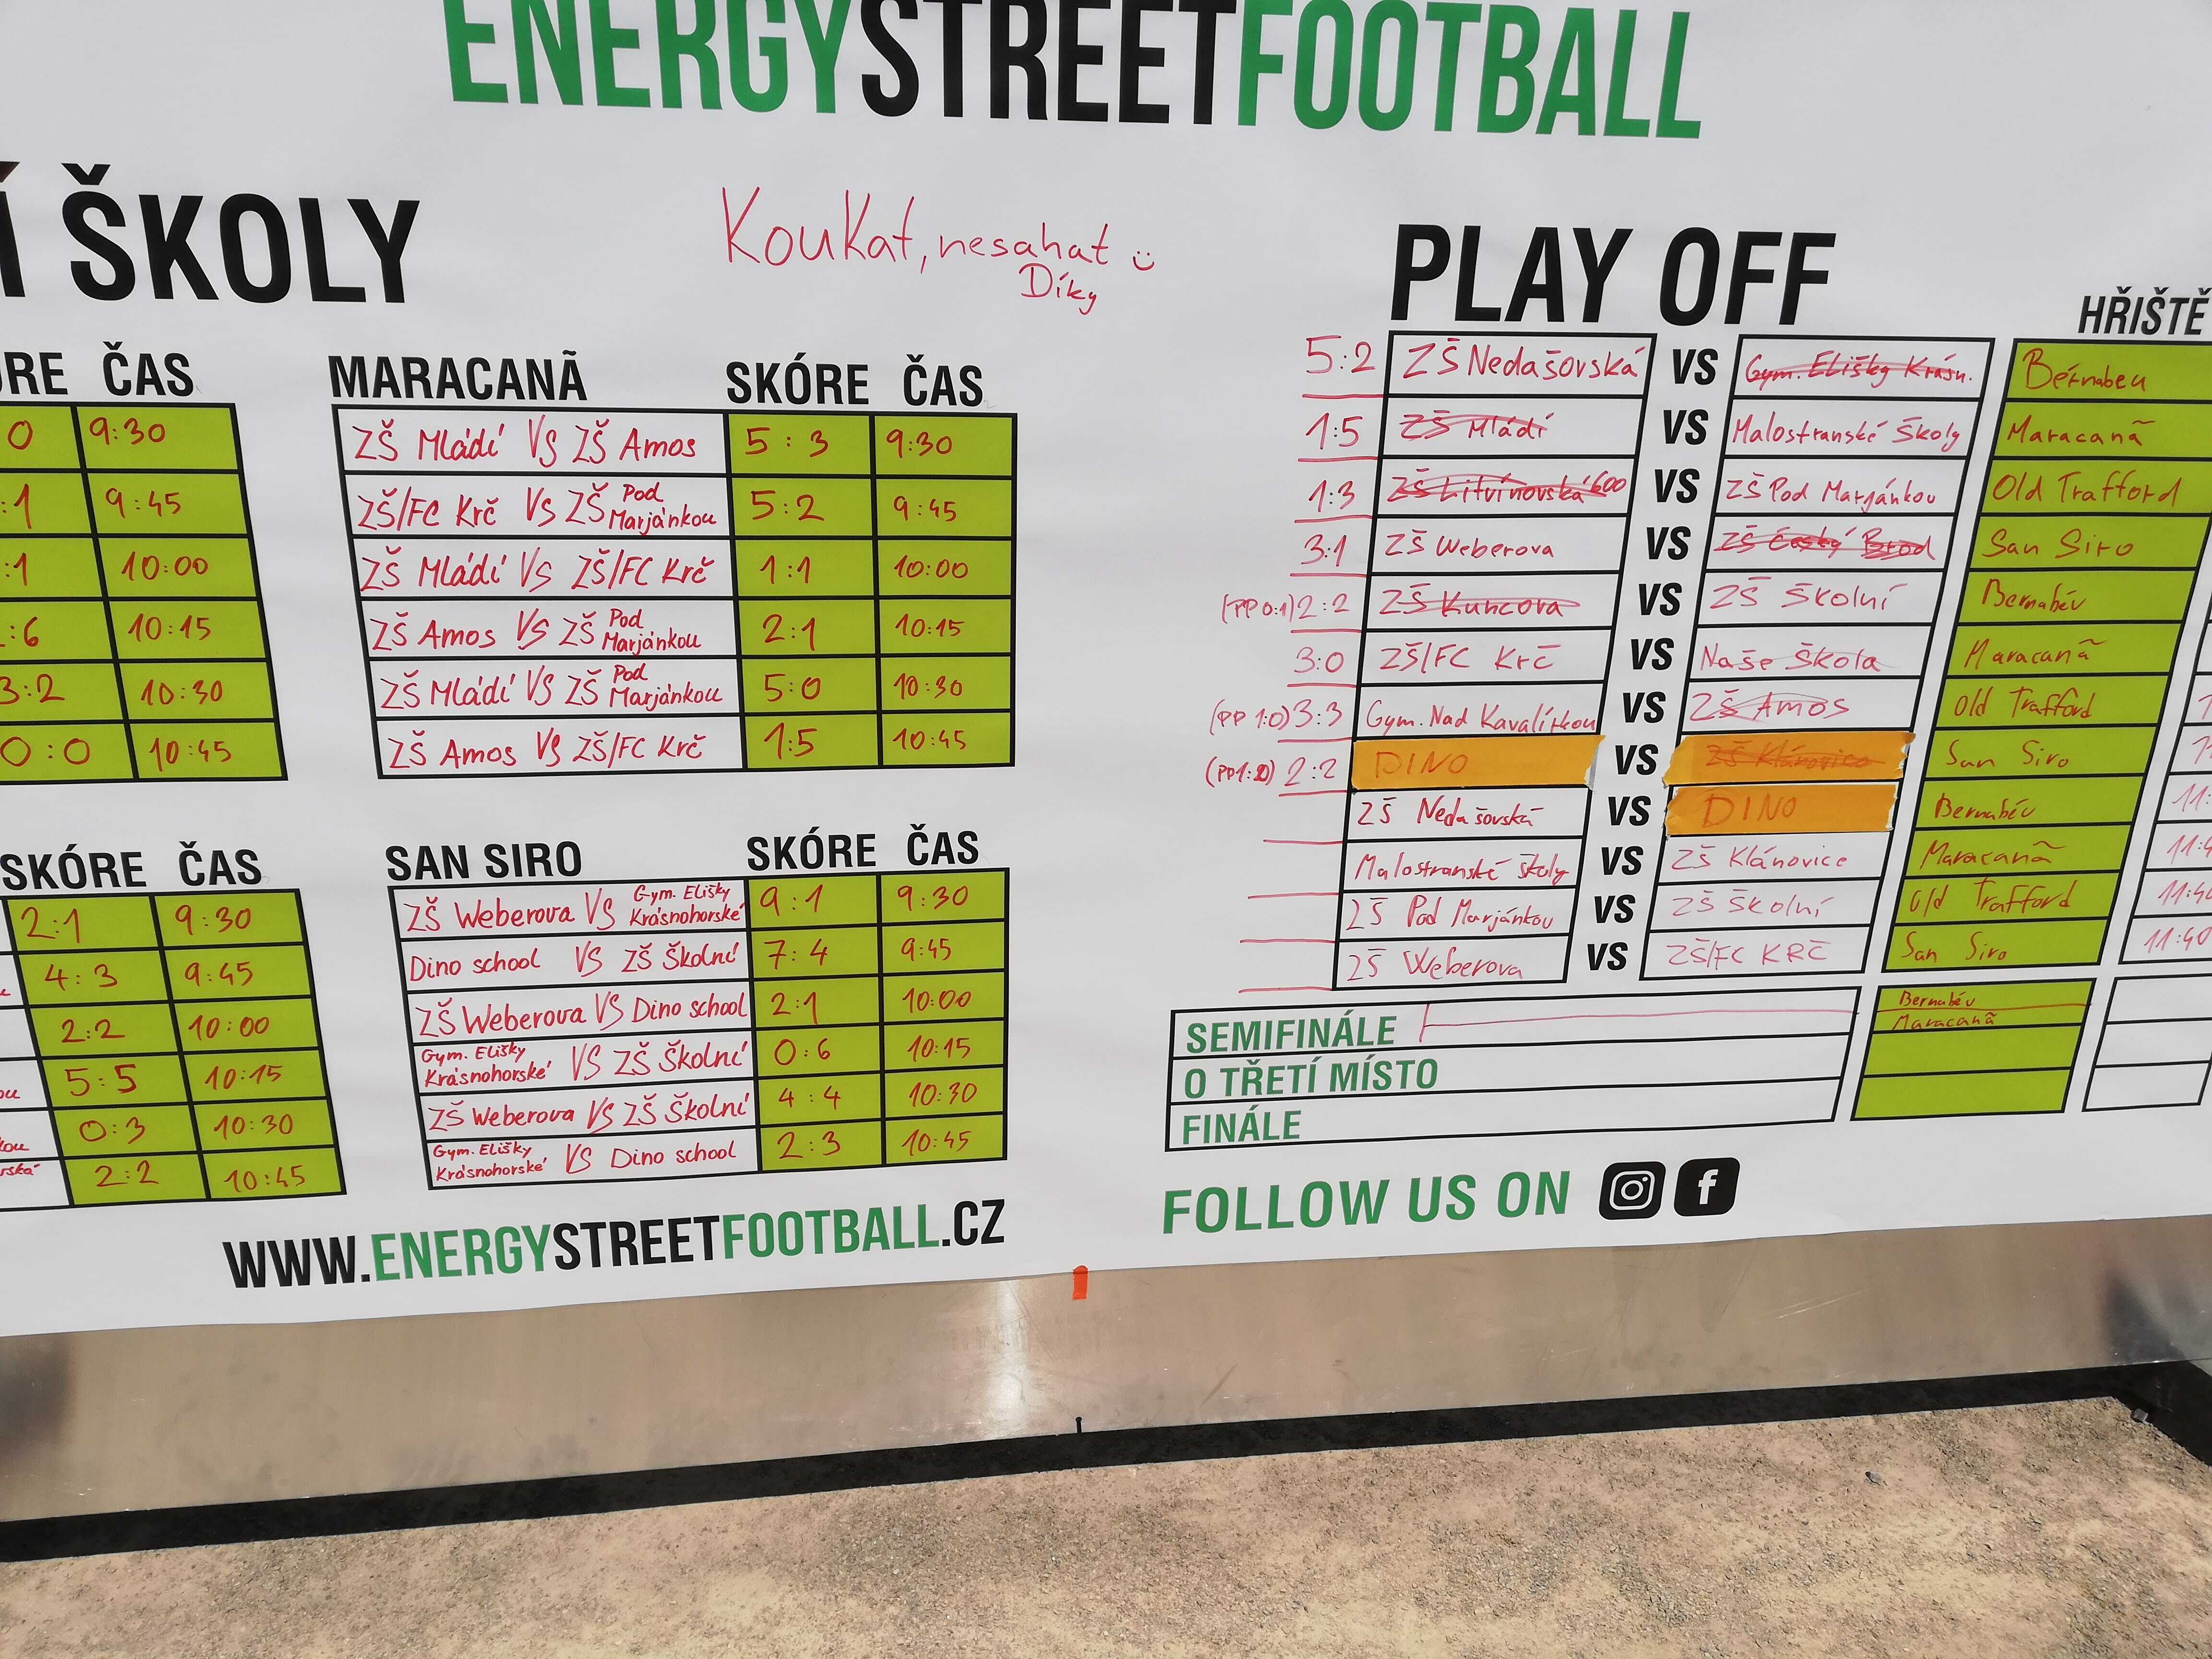 ENERGYSTREETFOOTBALL
Í ŠKOLY
Koukat, nesahat
Díky
PLAY OFF
HŘIŠTĚ
ČAS
0 9:30
:1 9:45
:1 10:00
:6 10:15
3:2 10:30
0:0 10:45
MARACANÃ SKÓRE ČAS
ZŠ Mládí VS ZŠ Amos 5:3 9:30
ZŠ/FC Krč VS ZŠ Pod Marjánkou 5:2 9:45
ZŠ Mládí VS ZŠ/FC Krč 1:1 10:00
ZŠ Amos VS ZŠ Pod Marjánkou 2:1 10:15
ZŠ Mládí VS ZŠ Pod Marjánkou 5:0 10:30
ZŠ Amos VS ZŠ/FC Krč 1:5 10:45
SKÓRE ČAS
2:1 9:30
4:3 9:45
2:2 10:00
5:5 10:15
0:3 10:30
2:2 10:45
SAN SIRO SKÓRE ČAS
ZŠ Weberova VS Gym. Elišky Krásnohorské 9:1 9:30
Dino school VS ZŠ Školní 7:4 9:45
ZŠ Weberova VS Dino school 2:1 10:00
Gym. Elišky Krásnohorské VS ZŠ Školní 0:6 10:15
ZŠ Weberova VS ZŠ Školní 4:4 10:30
Gym. Elišky Krásnohorské VS Dino school 2:3 10:45
5:2 ZŠ Nedašovská VS Gym. Elišky Krásn. Bernabeu
1:5 ZŠ Mládí VS Malostranské školy Maracanã
1:3 ZŠ Litvínovská 600 VS ZŠ Pod Marjánkou Old Trafford
3:1 ZŠ Weberova VS ZŠ Český Brod San Siro
(PP 0:1) 2:2 ZŠ Kuncova VS ZŠ Školní Bernabéu
3:0 ZŠ/FC Krč VS Naše škola Maracanã
(PP 1:0) 3:3 Gym. Nad Kavalírkou VS ZŠ Amos Old Trafford
2:2 DINO VS ZŠ Klánovice San Siro
ZŠ Nedašovská VS DINO Bernabéu 11:
Malostranské školy VS ZŠ Klánovice Maracanã 11:4
ZŠ Pod Marjánkou VS ZŠ Školní Old Trafford 11:40
ZŠ Weberova VS ZŠ/FC KRČ San Siro 11:40
SEMIFINÁLE Bernabéu
Maracanã
O TŘETÍ MÍSTO
FINÁLE
FOLLOW US ON
WWW.ENERGYSTREETFOOTBALL.CZ